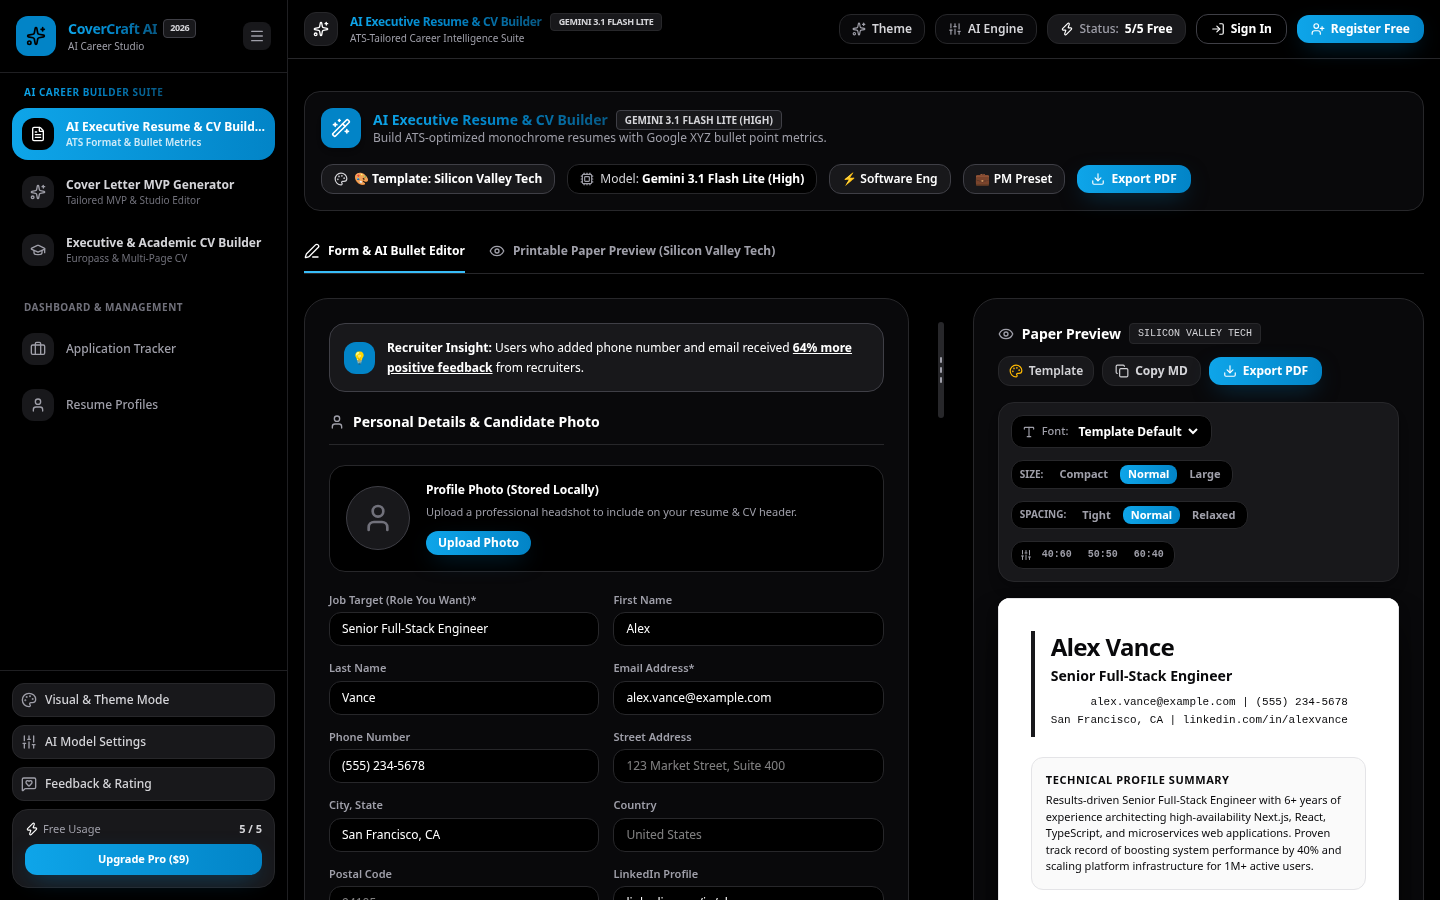 CoverCraft AI 2026
AI Career Studio
AI CAREER BUILDER SUITE
AI Executive Resume & CV Build...
ATS Format & Bullet Metrics
Cover Letter MVP Generator
Tailored MVP & Studio Editor
Executive & Academic CV Builder
Europass & Multi-Page CV
DASHBOARD & MANAGEMENT
Application Tracker
Resume Profiles
Visual & Theme Mode
AI Model Settings
Feedback & Rating
Free Usage 5 / 5
Upgrade Pro ($9)
AI Executive Resume & CV Builder GEMINI 3.1 FLASH LITE
ATS-Tailored Career Intelligence Suite
Theme
AI Engine
Status: 5/5 Free
Sign In
Register Free
AI Executive Resume & CV Builder GEMINI 3.1 FLASH LITE (HIGH)
Build ATS-optimized monochrome resumes with Google XYZ bullet point metrics.
🎨 Template: Silicon Valley Tech
Model: Gemini 3.1 Flash Lite (High)
⚡ Software Eng
💼 PM Preset
Export PDF
Form & AI Bullet Editor
Printable Paper Preview (Silicon Valley Tech)
💡 Recruiter Insight: Users who added phone number and email received 64% more
positive feedback from recruiters.
Personal Details & Candidate Photo
Profile Photo (Stored Locally)
Upload a professional headshot to include on your resume & CV header.
Upload Photo
Job Target (Role You Want)*
Senior Full-Stack Engineer
First Name
Alex
Last Name
Vance
Email Address*
alex.vance@example.com
Phone Number
(555) 234-5678
Street Address
123 Market Street, Suite 400
City, State
San Francisco, CA
Country
United States
Postal Code
LinkedIn Profile
Paper Preview SILICON VALLEY TECH
Template
Copy MD
Export PDF
Font: Template Default
SIZE: Compact Normal Large
SPACING: Tight Normal Relaxed
40:60 50:50 60:40
Alex Vance
Senior Full-Stack Engineer
alex.vance@example.com | (555) 234-5678
San Francisco, CA | linkedin.com/in/alexvance
TECHNICAL PROFILE SUMMARY
Results-driven Senior Full-Stack Engineer with 6+ years of
experience architecting high-availability Next.js, React,
TypeScript, and microservices web applications. Proven
track record of boosting system performance by 40% and
scaling platform infrastructure for 1M+ active users.